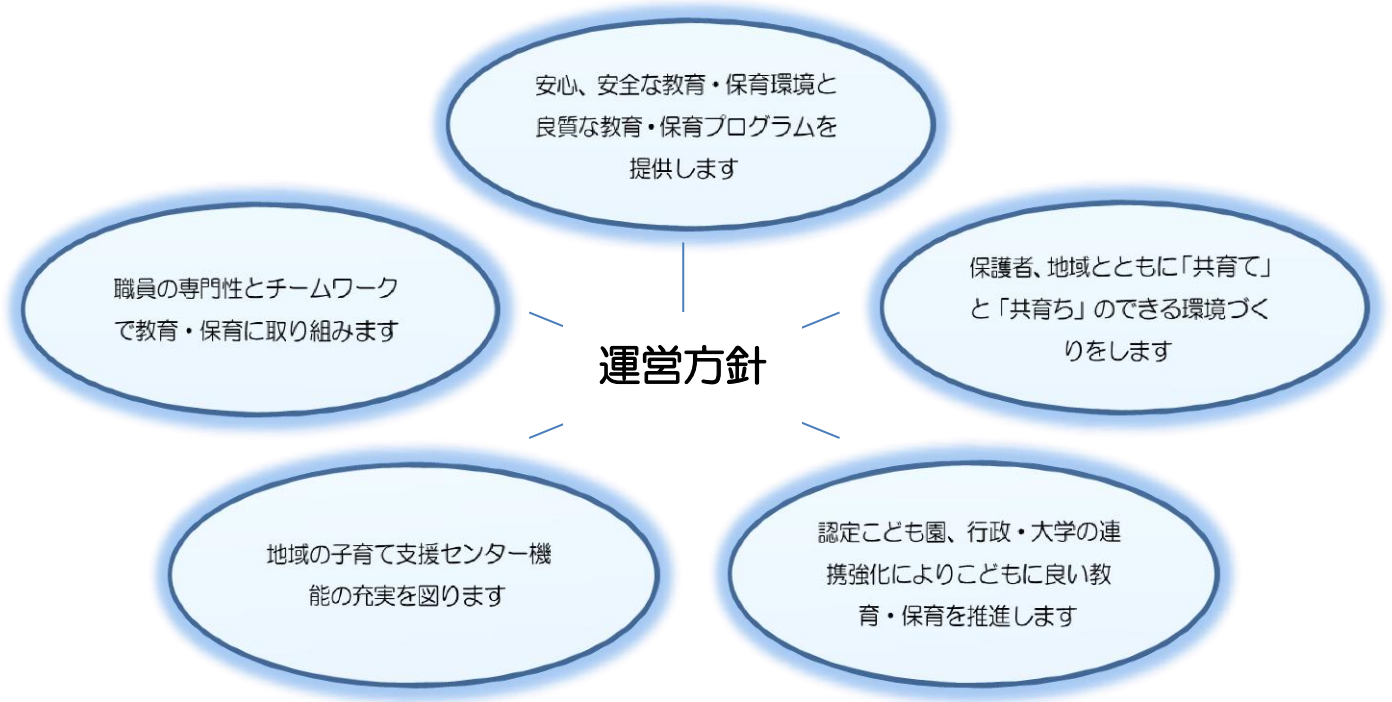 安心、安全な教育・保育環境と
良質な教育・保育プログラムを
提供します
職員の専門性とチームワーク
で教育・保育に取り組みます
保護者、地域とともに「共育て」
と「共育ち」のできる環境づく
りをします
運営方針
地域の子育て支援センター機
能の充実を図ります
認定こども園、行政・大学の連
携強化によりこどもに良い教
育・保育を推進します